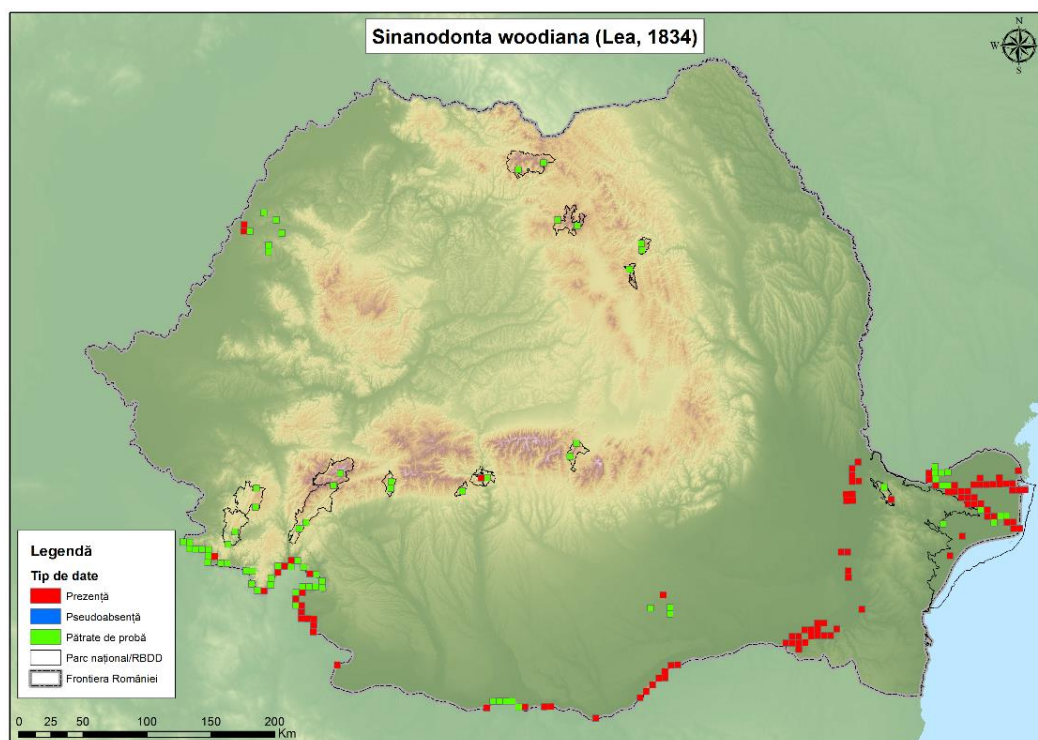 Sinanodonta woodiana (Lea, 1834)
N
W E
S
Legendă
Tip de date
Prezență
Pseudoabsență
Pătrate de probă
Parc național/RBDD
Frontiera României
0 25 50 100 150 200
Km